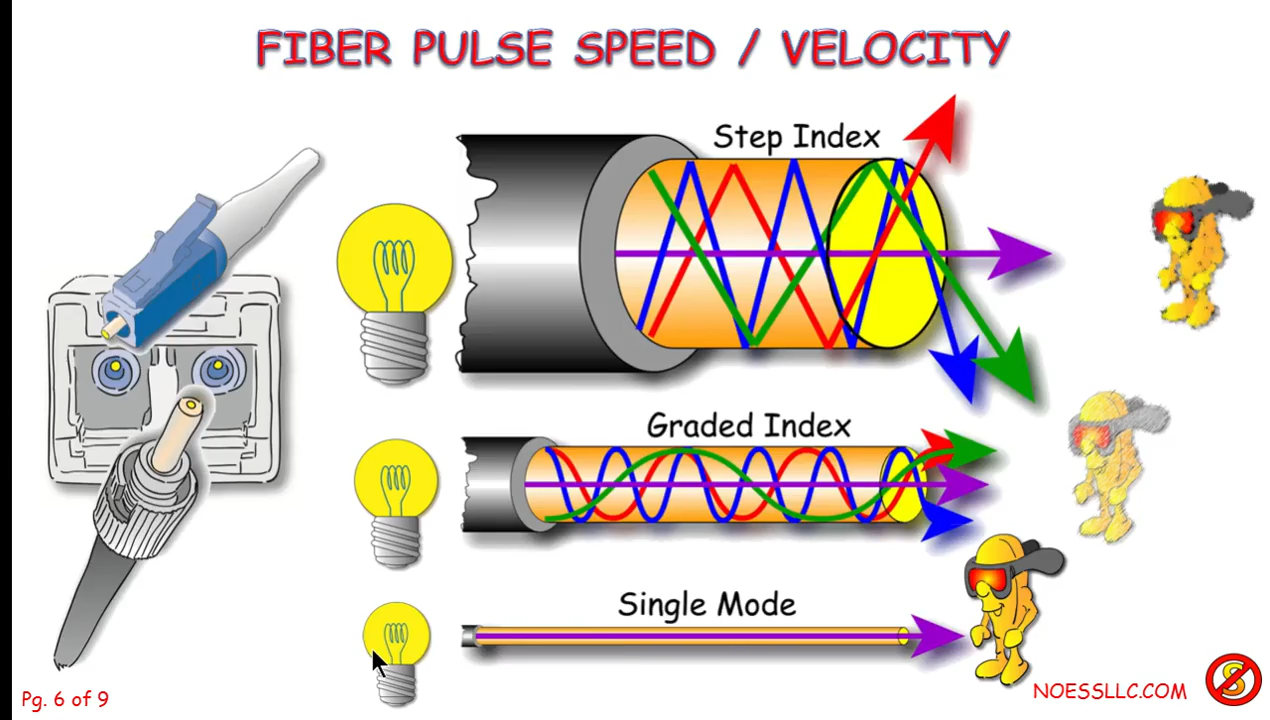 FIBER PULSE SPEED / VELOCITY
Step Index
Graded Index
Single Mode
Pg. 6 of 9
NOESSLLC.COM
S